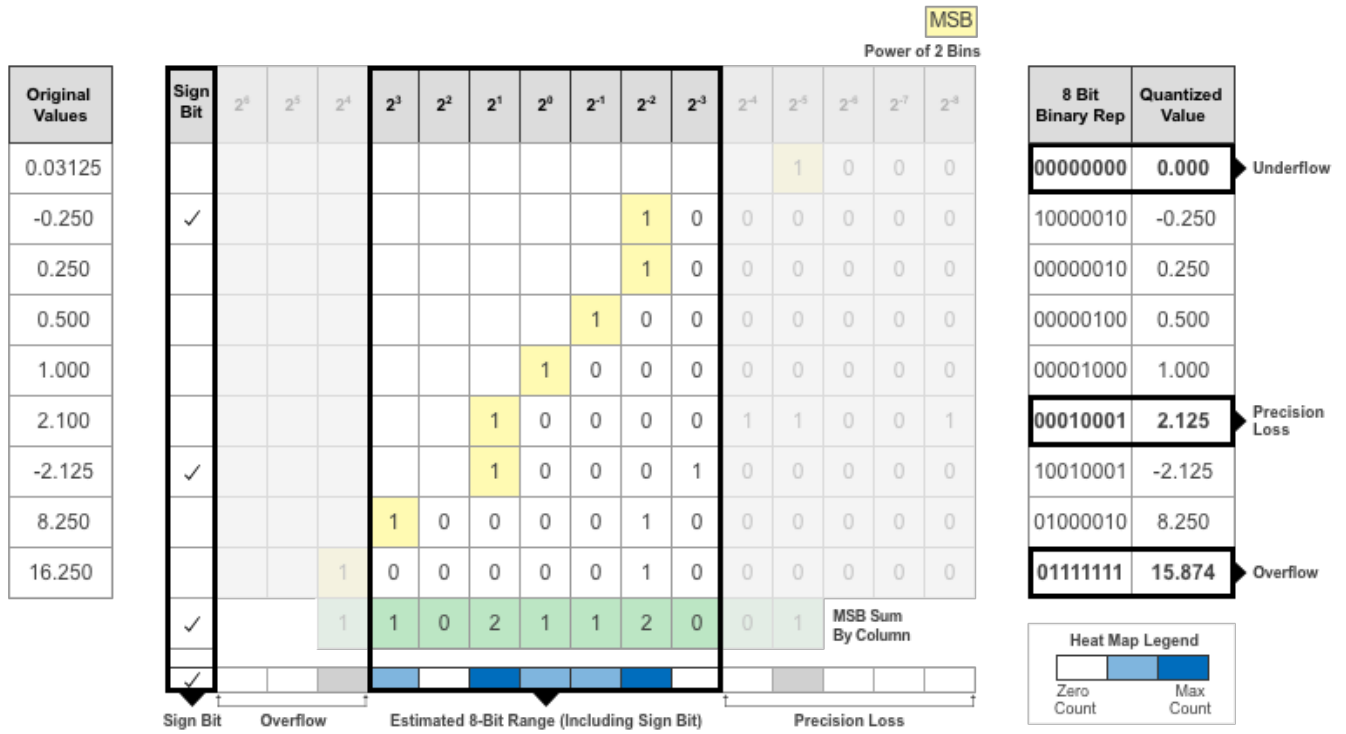 MSB
Power of 2 Bins
Original Values
Sign Bit 2⁶ 2⁵ 2⁴ 2³ 2² 2¹ 2⁰ 2⁻¹ 2⁻² 2⁻³ 2⁻⁴ 2⁻⁵ 2⁻⁶ 2⁻⁷ 2⁻⁸
8 Bit Binary Rep
Quantized Value
0.03125 1 0 0 0 00000000 0.000 Underflow
-0.250 ✓ 1 0 0 0 0 0 0 10000010 -0.250
0.250 1 0 0 0 0 0 0 00000010 0.250
0.500 1 0 0 0 0 0 0 0 00000100 0.500
1.000 1 0 0 0 0 0 0 0 0 00001000 1.000
2.100 1 0 0 0 0 1 1 0 0 1 00010001 2.125 Precision Loss
-2.125 ✓ 1 0 0 0 1 0 0 0 0 0 10010001 -2.125
8.250 1 0 0 0 0 1 0 0 0 0 0 0 01000010 8.250
16.250 1 0 0 0 0 0 1 0 0 0 0 0 0 01111111 15.874 Overflow
✓ 1 1 0 2 1 1 2 0 0 1 MSB Sum
By Column
✓
Sign Bit
Overflow
Estimated 8-Bit Range (Including Sign Bit)
Precision Loss
Heat Map Legend
Zero Count
Max Count